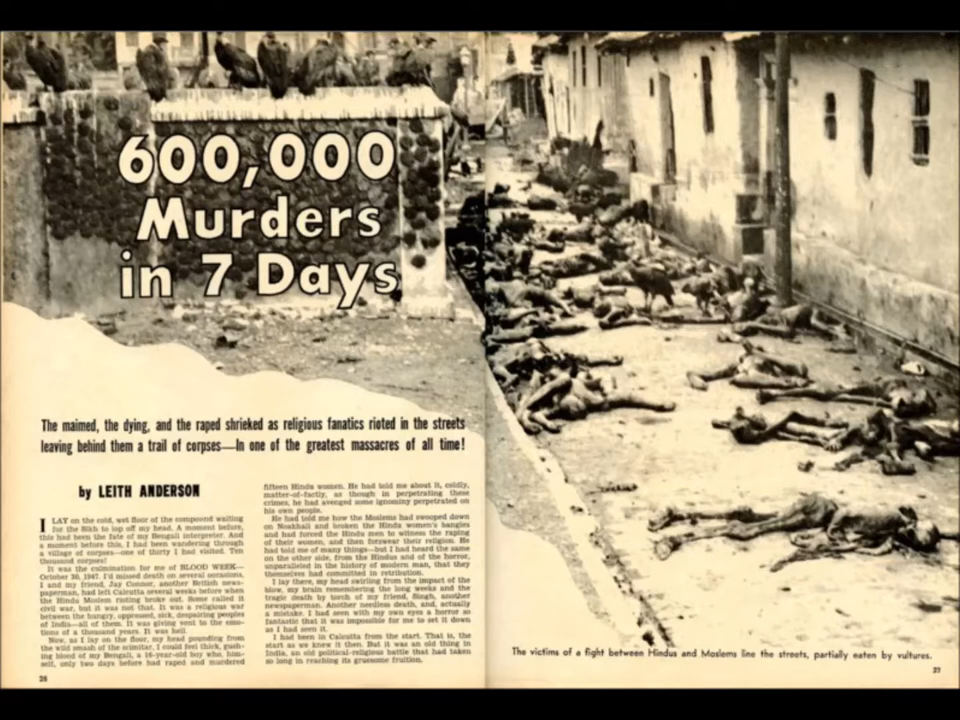 600,000
Murders
in 7 Days
The maimed, the dying, and the raped shrieked as religious fanatics rioted in the streets
leaving behind them a trail of corpses—In one of the greatest massacres of all time!
by LEITH ANDERSON
I LAY on the cold, wet floor of the compound waiting
for the Sikh to lop off my head. A moment before,
this had been the fate of my Bengali interpreter. And
a moment before this, I had been wandering through
a village of corpses—one of thirty I had visited. Ten
thousand corpses!
It was the culmination for me of BLOOD WEEK—
October 30, 1947. I'd missed death on several occasions,
I and my friend, Jay Connor, another British news-
paperman, had left Calcutta several weeks before when
the Hindu Moslem rioting broke out. Some called it
civil war, but it was not that. It was a religious war
between the hungry, oppressed, sick, despairing peoples
of India—all of them. It was giving vent to the emo-
tions of a thousand years. It was hell.
Now, as I lay on the floor, my head pounding from
the wild smash of the scimitar, I could feel thick, gush-
ing blood of my Bengali, a 16-year-old boy who, him-
self, only two days before had raped and murdered
26
fifteen Hindu women. He had told me about it, coldly,
matter-of-factly, as though in perpetrating these
crimes, he had avenged some ignominy perpetrated on
his own people.
He had told me how the Moslems had swooped down
on Noakhali and broken the Hindu women's bangles
and had forced the Hindu men to witness the raping
of their women, and then forswear their religion. He
had told me of many things—but I had heard the same
on the other side, from the Hindus and of the horror,
unparalleled in the history of modern man, that they
themselves had committed in retribution.
I lay there, my head swirling from the impact of the
blow, my brain remembering the long weeks and the
tragic death by torch of my friend, Singh, another
newspaperman. Another needless death, and, actually
a mistake. I had seen with my own eyes a horror so
fantastic that it was impossible for me to set it down
as I had seen it.
I had been in Calcutta from the start. That is, the
start as we knew it then. But it was an old thing in
India, an old political-religious battle that had taken
so long in reaching its gruesome fruition.
The victims of a fight between Hindus and Moslems line the streets, partially eaten by vultures.
27